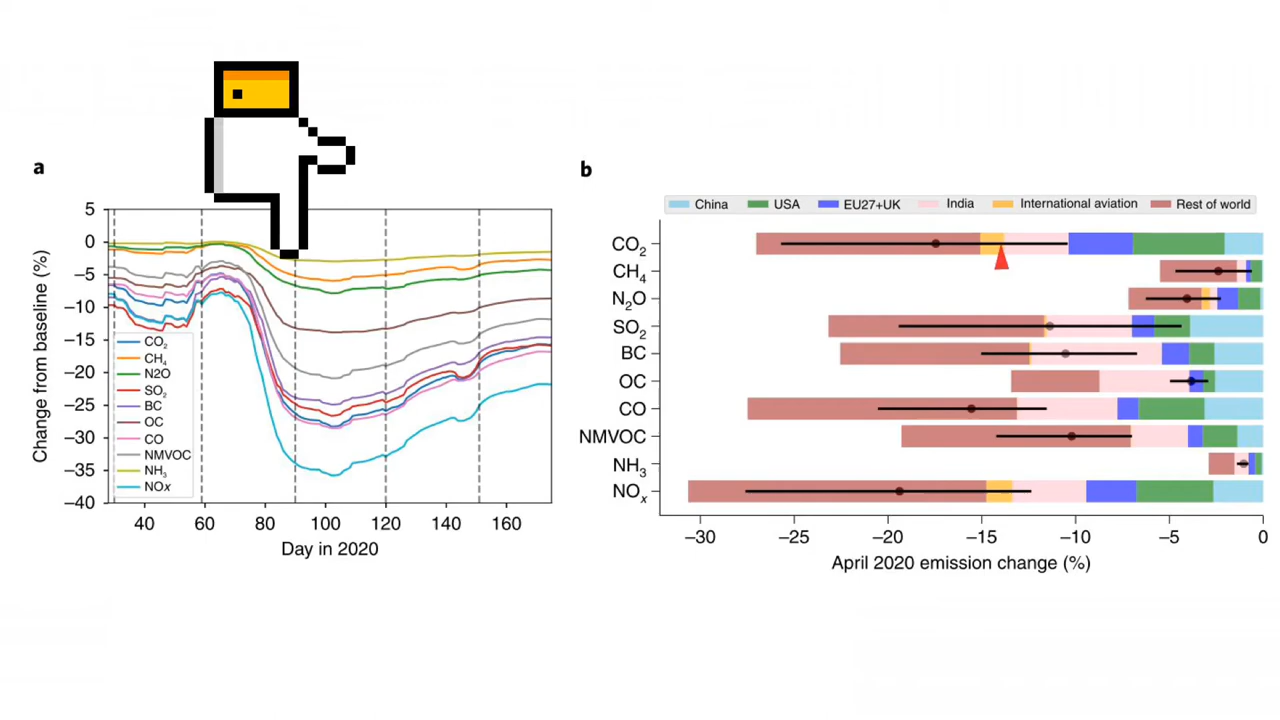 a
5
0
−5
−10
−15
−20
−25
−30
−35
−40
Change from baseline (%)
CO₂
CH₄
N2O
SO₂
BC
OC
CO
NMVOC
NH₃
NOx
40 60 80 100 120 140 160
Day in 2020
b
China USA EU27+UK India International aviation Rest of world
CO₂
CH₄
N₂O
SO₂
BC
OC
CO
NMVOC
NH₃
NOₓ
−30 −25 −20 −15 −10 −5 0
April 2020 emission change (%)